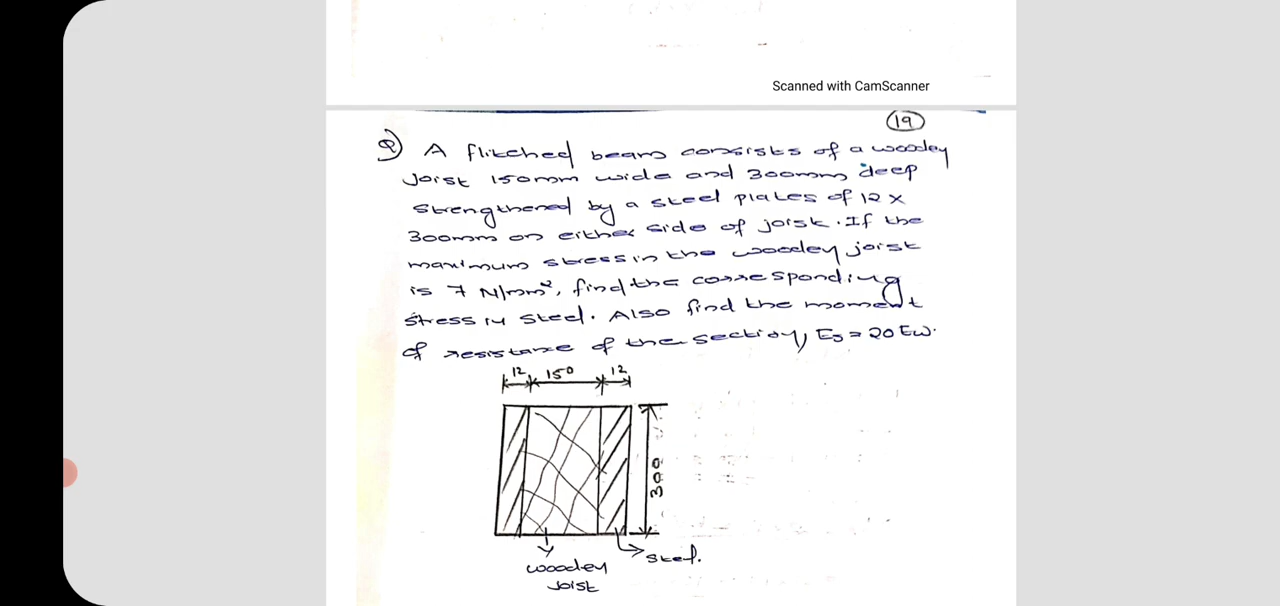 Scanned with CamScanner
19
Q) A flitched beam consists of a wooden
joist 150mm wide and 300mm deep
strengthened by a steel plates of 12 x
300mm on either side of joist. If the
maximum stress in the wooden joist
is 7 N/mm², find the corresponding
stress in steel. Also find the moment
of resistance of the section, Es = 20 Ew.
12 150 12
300
steel.
wooden
joist